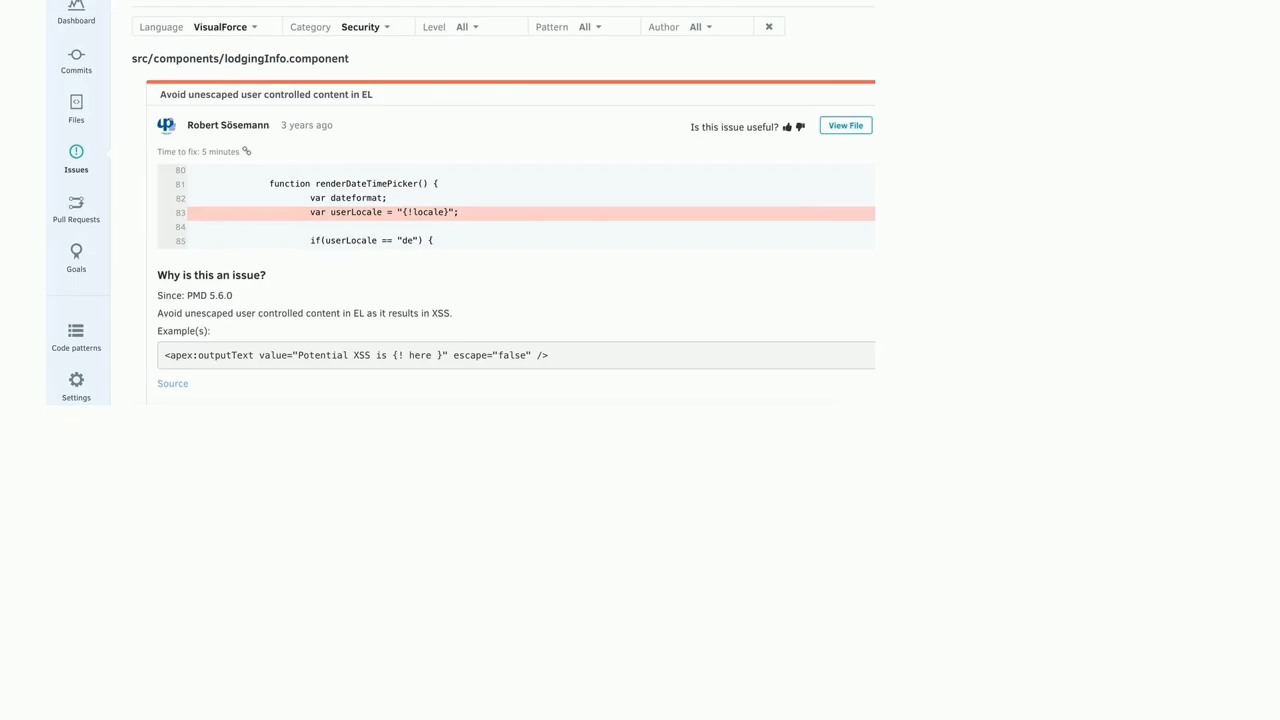 Dashboard
Commits
Files
Issues
Pull Requests
Goals
Code patterns
Settings
Language VisualForce Category Security Level All Pattern All Author All
src/components/lodgingInfo.component
Avoid unescaped user controlled content in EL
Robert Sösemann 3 years ago Is this issue useful? View File
Time to fix: 5 minutes
80
81 function renderDateTimePicker() {
82 var dateformat;
83 var userLocale = "{!locale}";
84
85 if(userLocale == "de") {
Why is this an issue?
Since: PMD 5.6.0
Avoid unescaped user controlled content in EL as it results in XSS.
Example(s):
<apex:outputText value="Potential XSS is {! here }" escape="false" />
Source